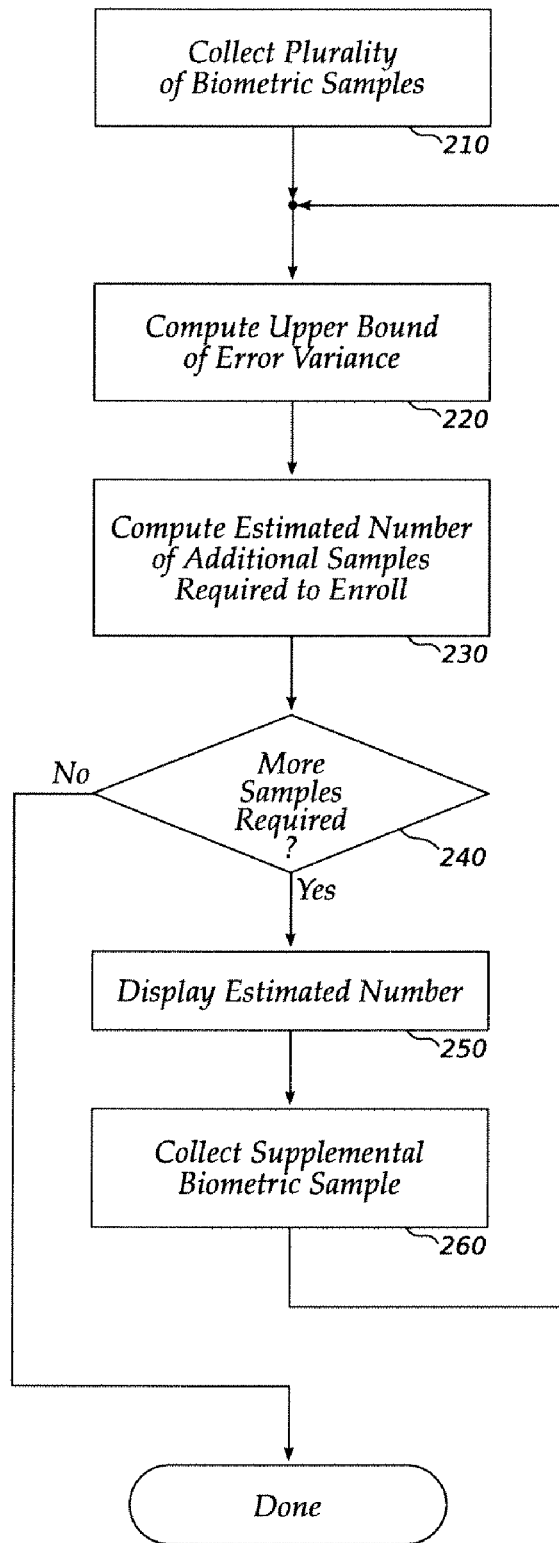 Collect Plurality
of Biometric Samples
210
Compute Upper Bound
of Error Variance
220
Compute Estimated Number
of Additional Samples
Required to Enroll
230
No
More
Samples
Required
?
240
Yes
Display Estimated Number
250
Collect Supplemental
Biometric Sample
260
Done